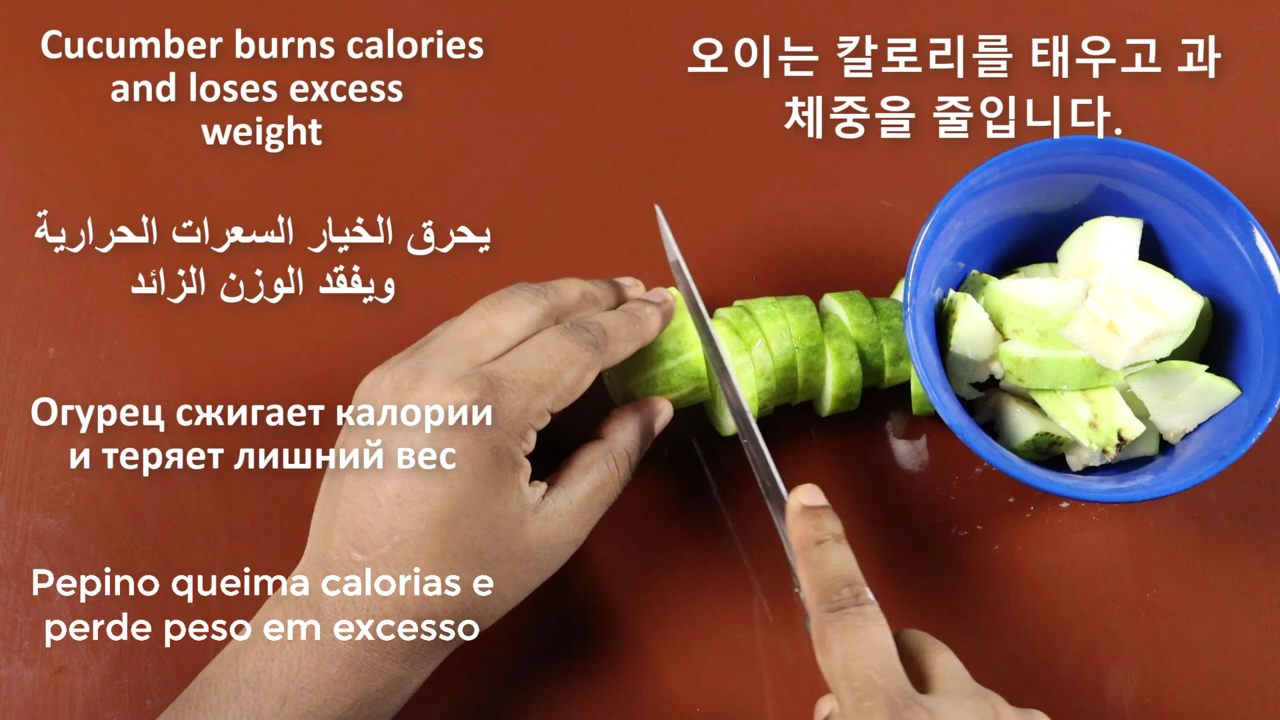 Cucumber burns calories
and loses excess
weight
오이는 칼로리를 태우고 과
체중을 줄입니다.
يحرق الخيار السعرات الحرارية
ويفقد الوزن الزائد
Огурец сжигает калории
и теряет лишний вес
Pepino queima calorias e
perde peso em excesso